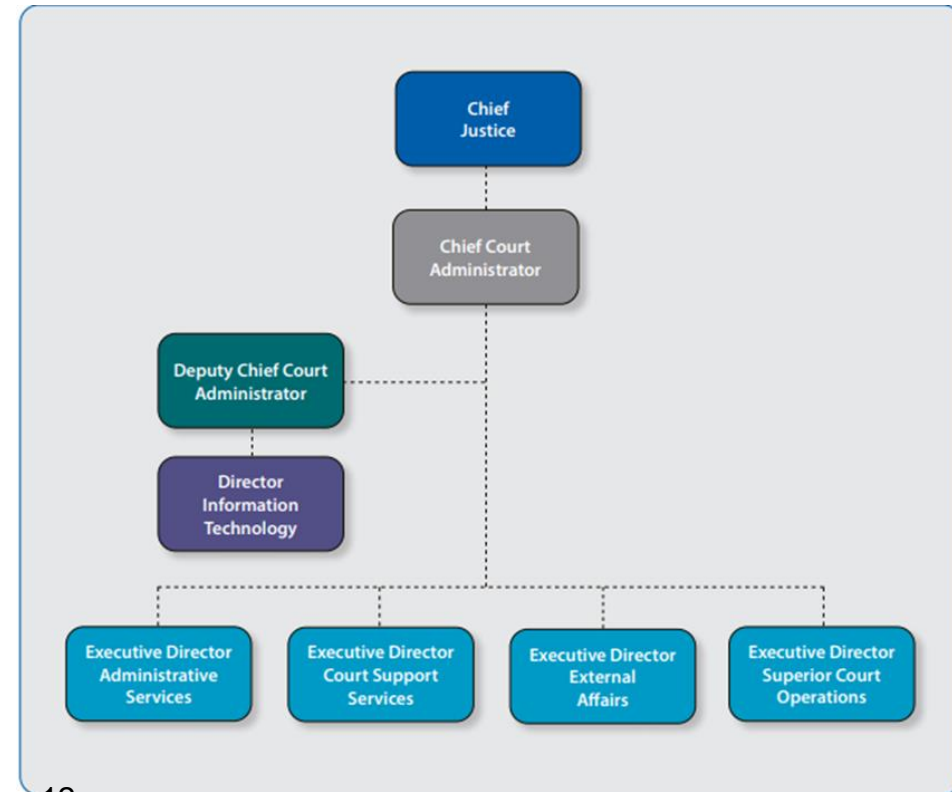 Chief
Justice
Chief Court
Administrator
Deputy Chief Court
Administrator
Director
Information
Technology
Executive Director
Administrative
Services
Executive Director
Court Support
Services
Executive Director
External
Affairs
Executive Director
Superior Court
Operations